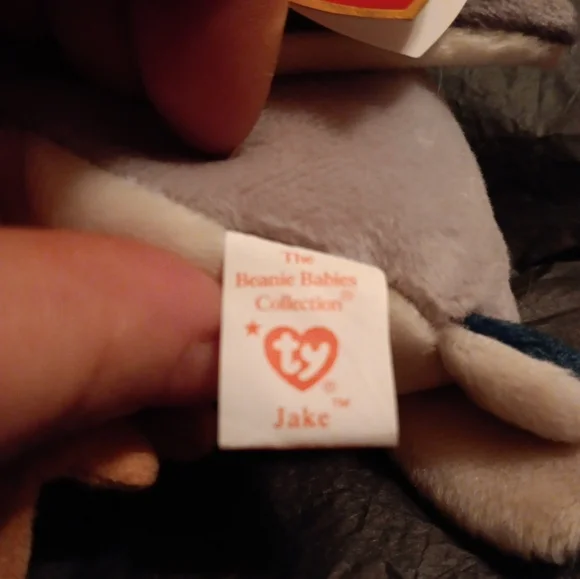 The
Beanie Babies
Collection®
ty®
Jake™